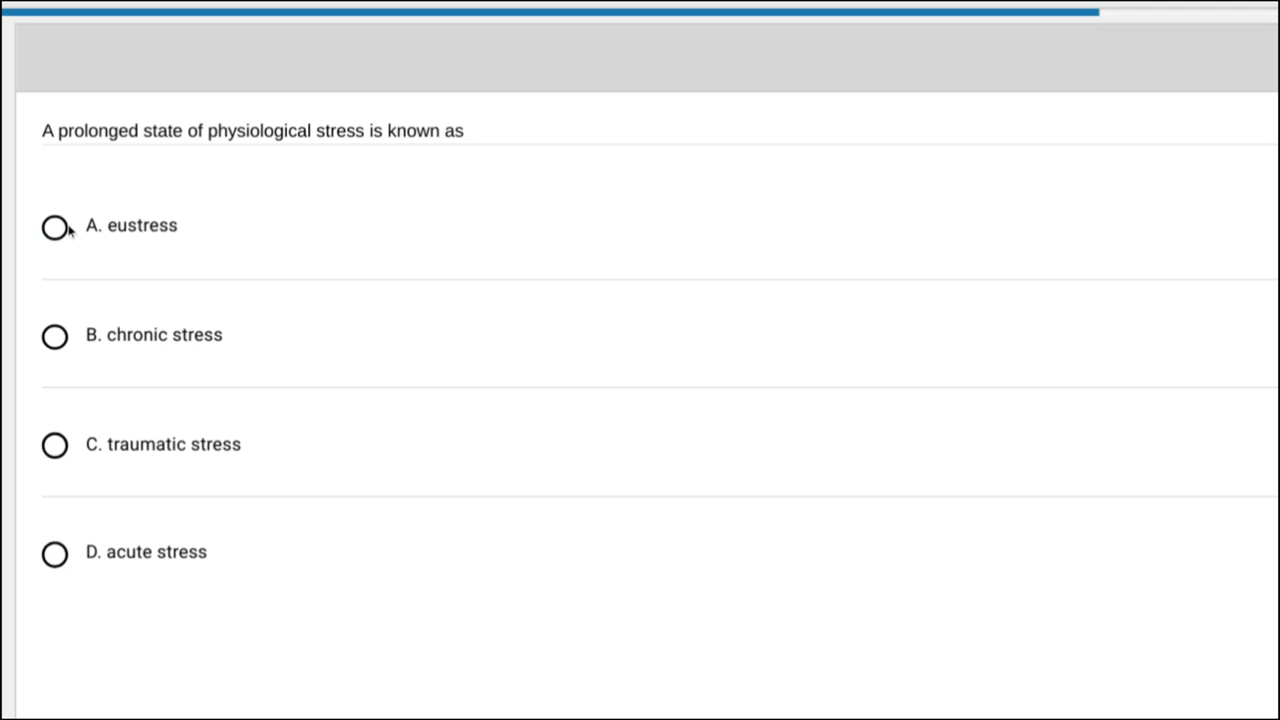 A prolonged state of physiological stress is known as
A. eustress
B. chronic stress
C. traumatic stress
D. acute stress